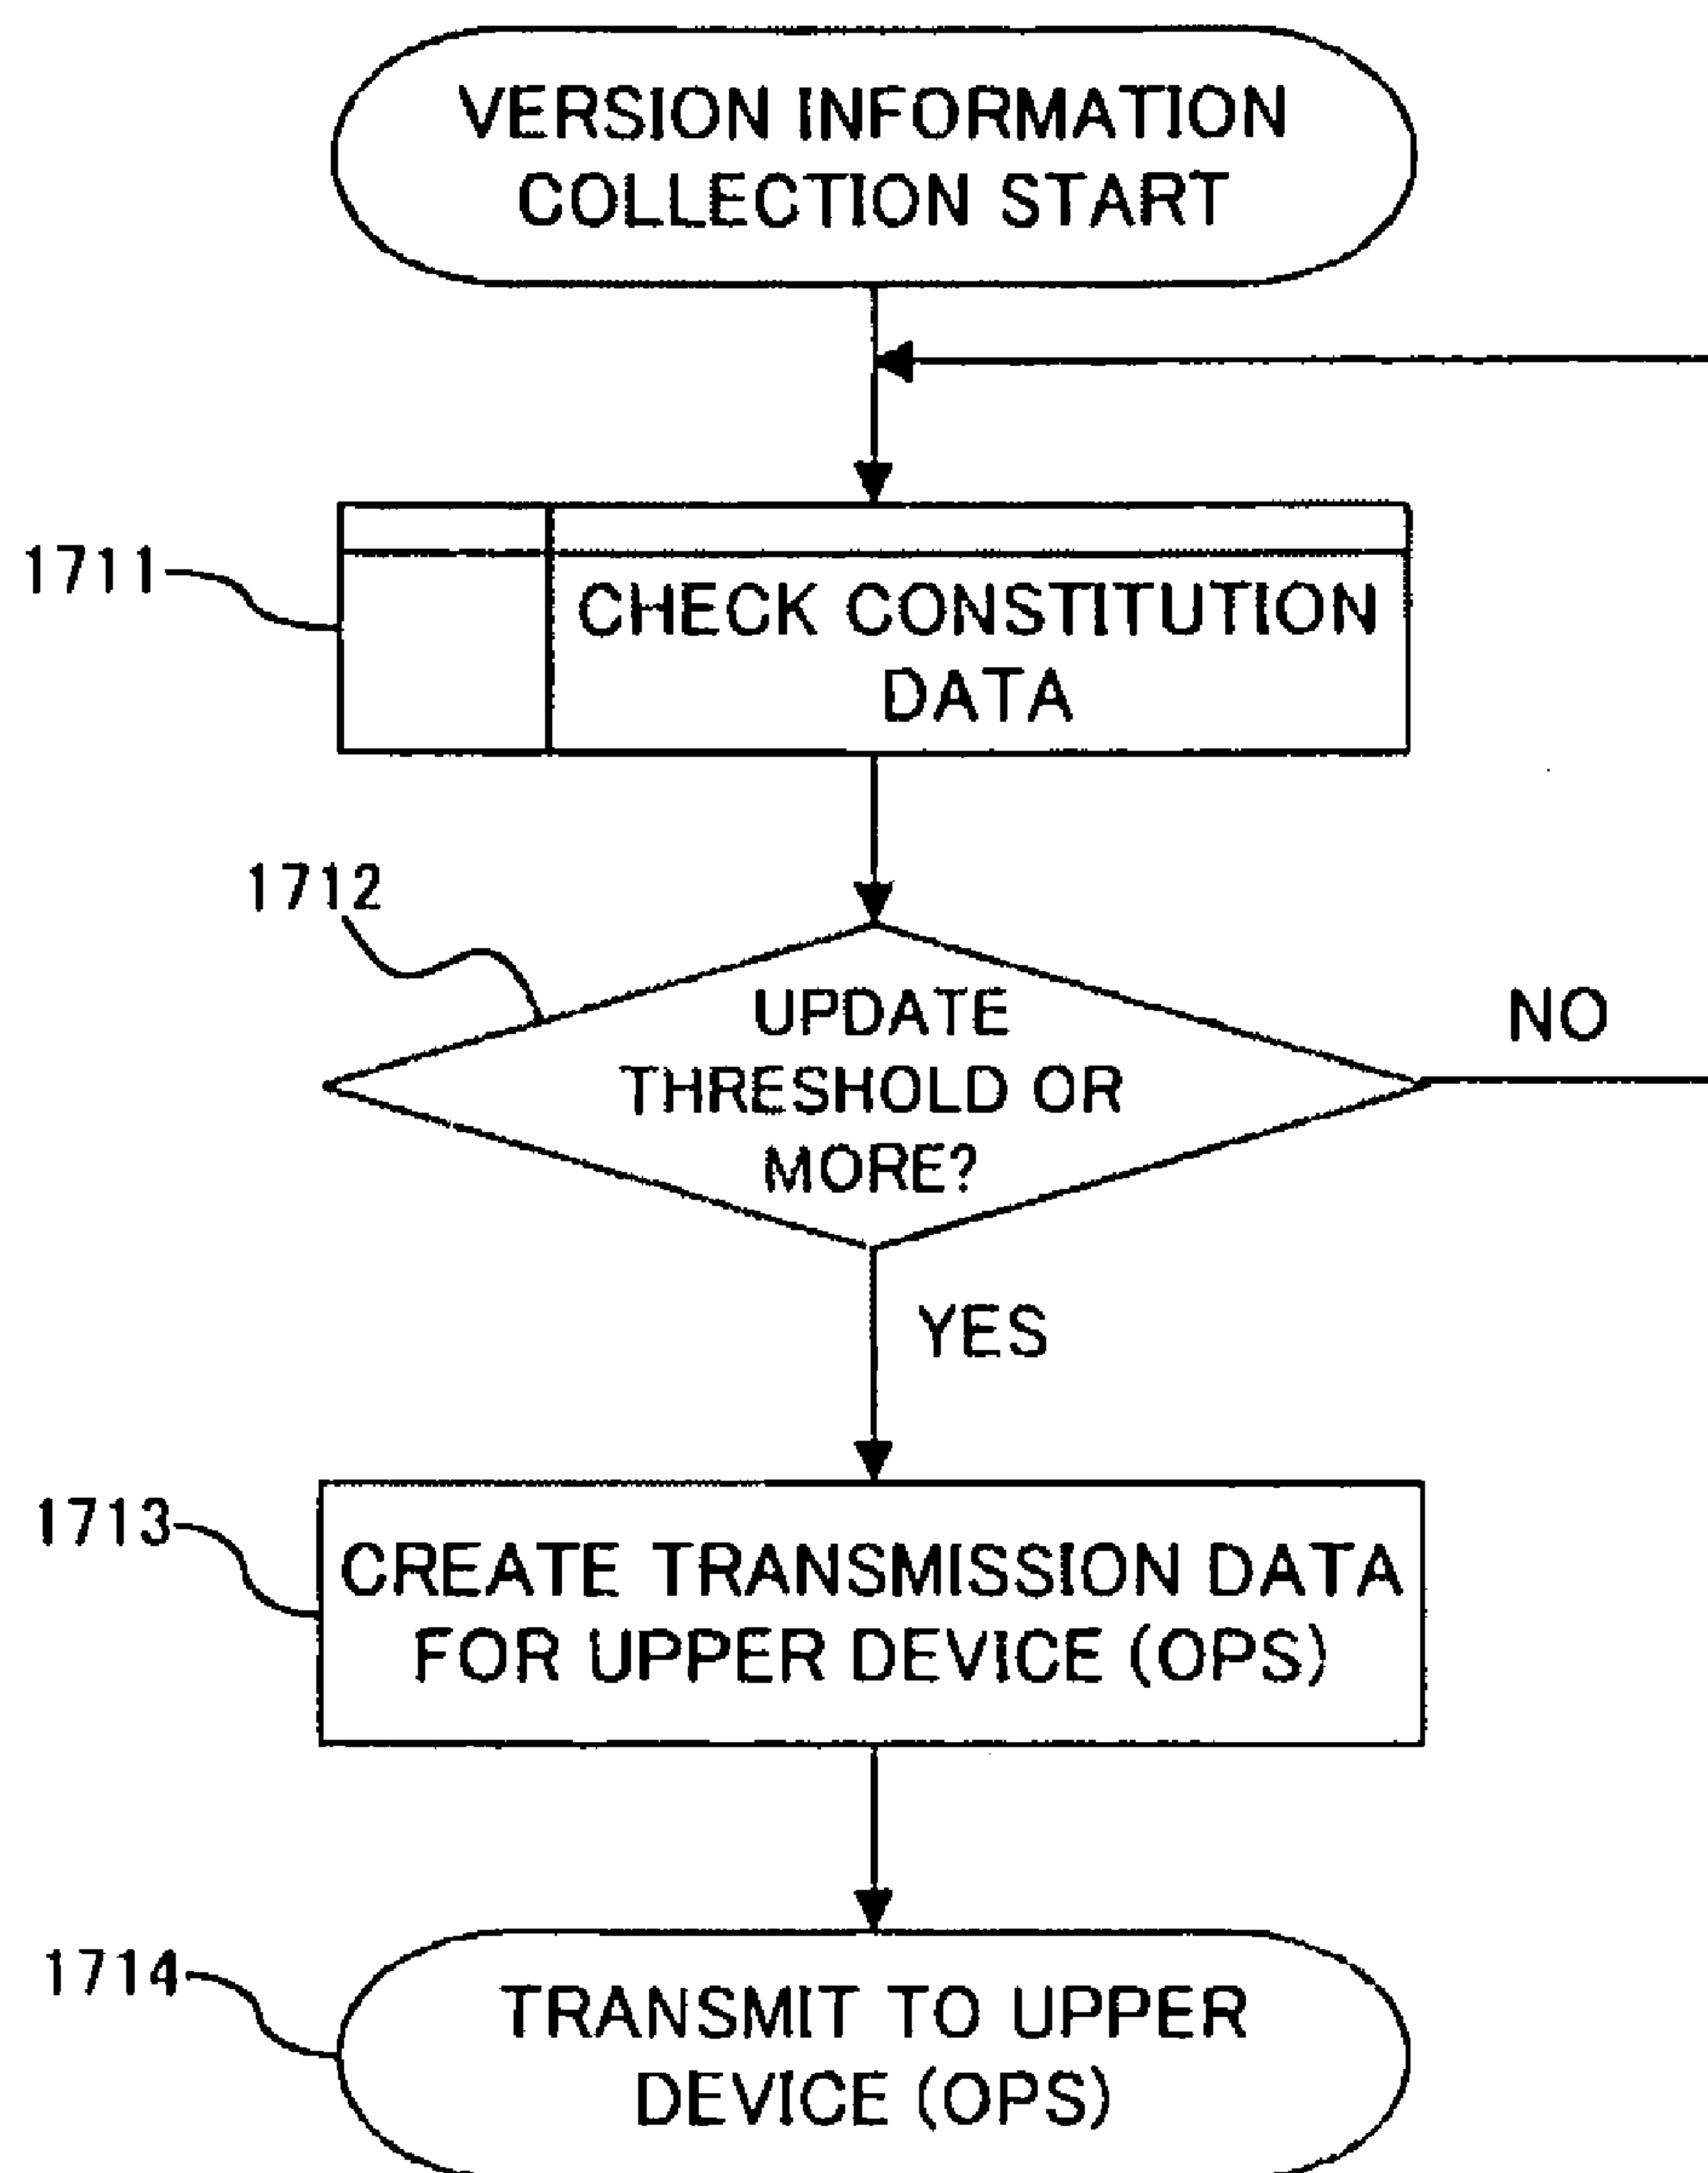 VERSION INFORMATION
COLLECTION START
1711
CHECK CONSTITUTION
DATA
1712
UPDATE
THRESHOLD OR
MORE?
NO
YES
1713
CREATE TRANSMISSION DATA
FOR UPPER DEVICE (OPS)
1714
TRANSMIT TO UPPER
DEVICE (OPS)